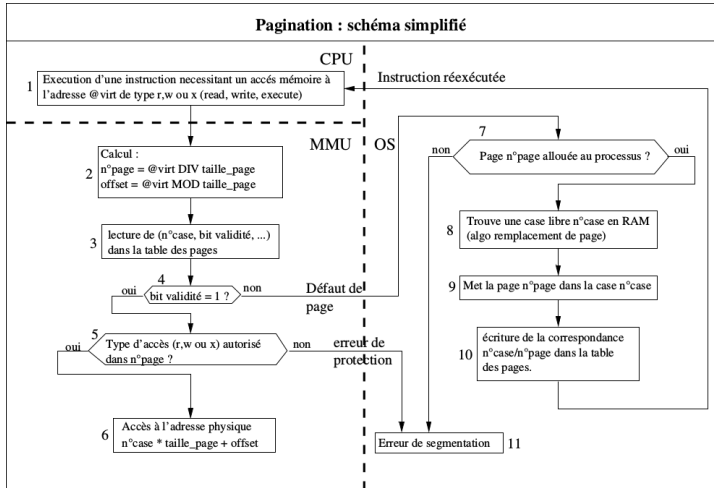 Pagination : schéma simplifié
CPU
1
Execution d'une instruction necessitant un accés mémoire à
l'adresse @virt de type r,w ou x (read, write, execute)
Instruction réexécutée
MMU
OS
2
Calcul :
n°page = @virt DIV taille_page
offset = @virt MOD taille_page
3
lecture de (n°case, bit validité, ...)
dans la table des pages
4
oui
bit validité = 1 ?
non
Défaut de
page
5
oui
Type d'accès (r,w ou x) autorisé
dans n°page ?
non
erreur de
protection
6
Accès à l'adresse physique
n°case * taille_page + offset
7
non
Page n°page allouée au processus ?
oui
8
Trouve une case libre n°case en RAM
(algo remplacement de page)
9
Met la page n°page dans la case n°case
10
écriture de la correspondance
n°case/n°page dans la table
des pages.
Erreur de segmentation
11